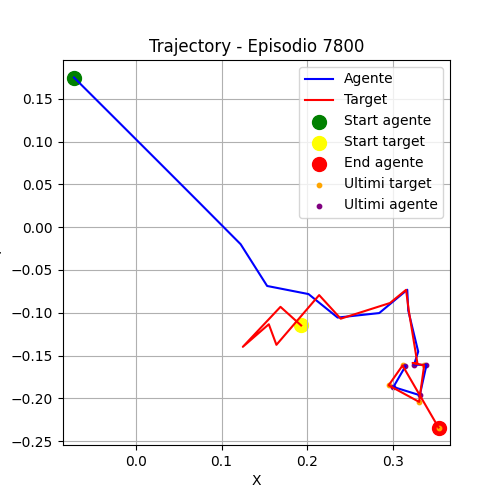 Trajectory - Episodio 7800
Agente
Target
Start agente
Start target
End agente
Ultimi target
Ultimi agente
0.15
0.10
0.05
0.00
−0.05
−0.10
−0.15
−0.20
−0.25
0.0 0.1 0.2 0.3
X